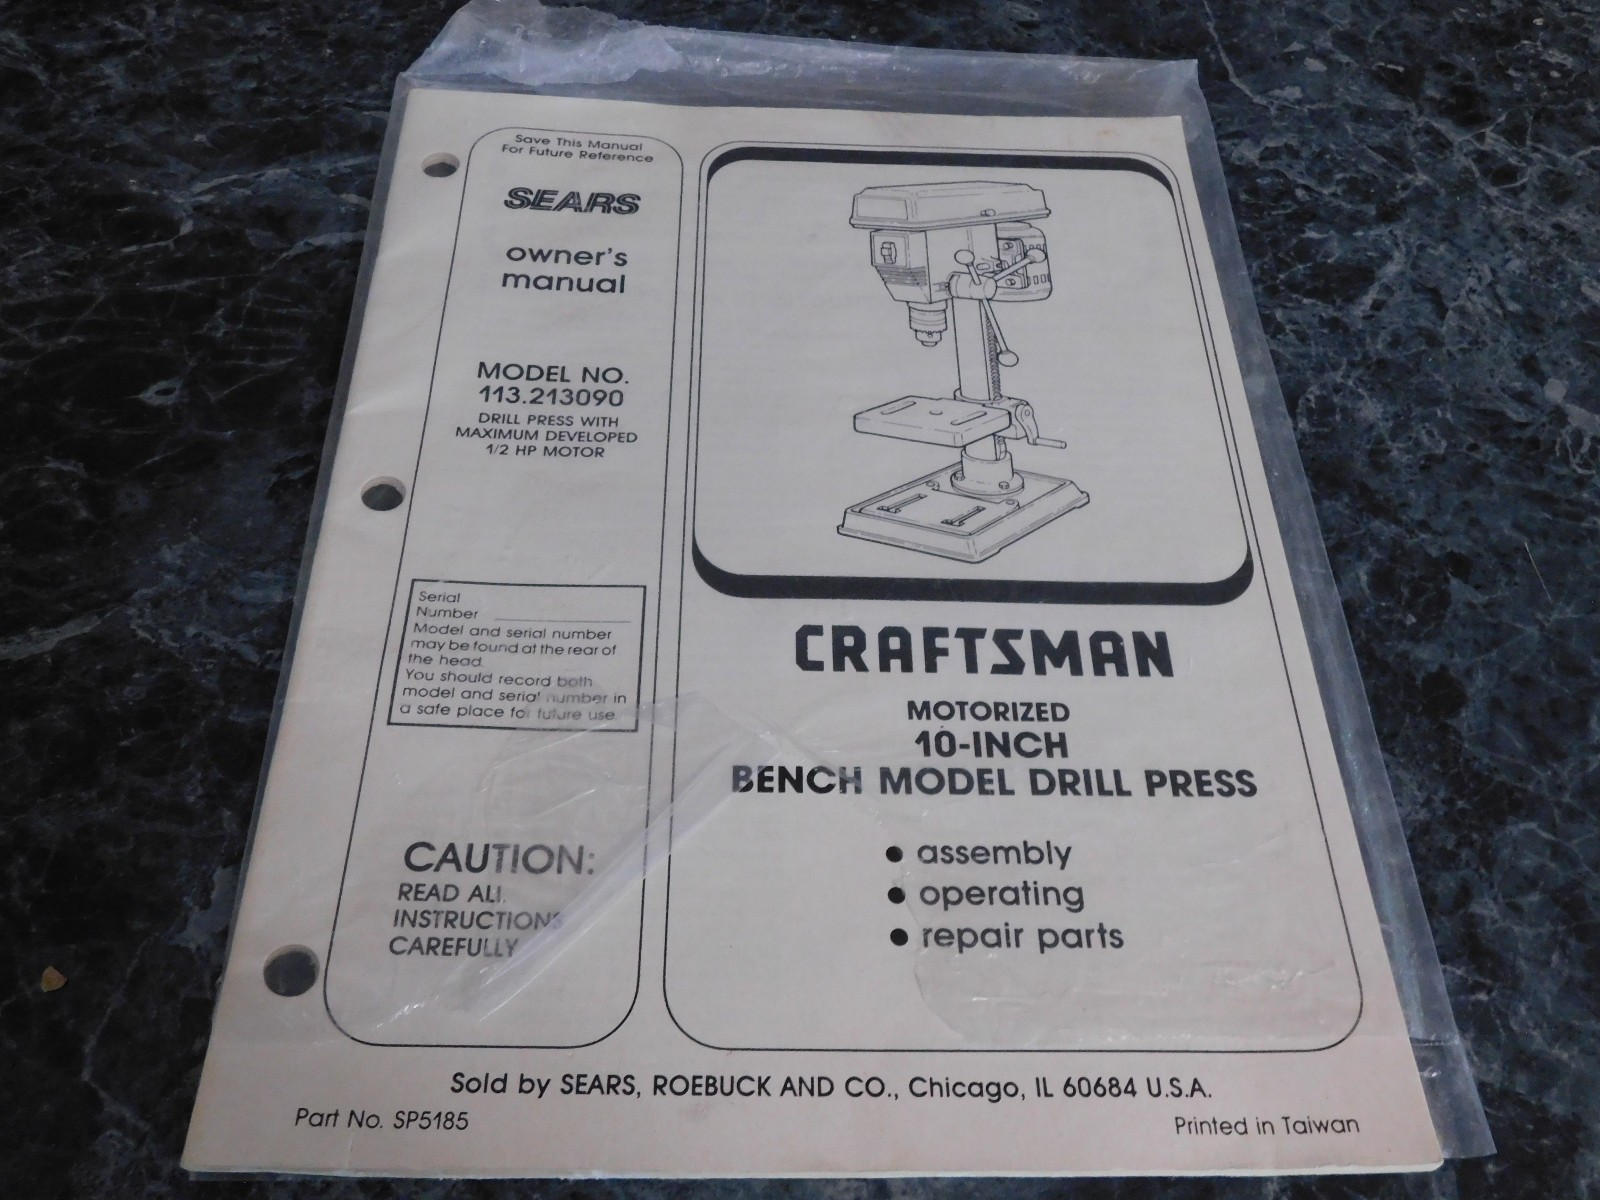 Save This Manual
For Future Reference
SEARS
owner's
manual
MODEL NO.
113.213090
DRILL PRESS WITH
MAXIMUM DEVELOPED
1/2 HP MOTOR
Serial
Number
Model and serial number
may be found at the rear of
the head.
You should record both
model and serial number in
a safe place for future use.
CAUTION:
READ ALL
INSTRUCTIONS
CAREFULLY
CRAFTSMAN
MOTORIZED
10-INCH
BENCH MODEL DRILL PRESS
● assembly
● operating
● repair parts
Sold by SEARS, ROEBUCK AND CO., Chicago, IL 60684 U.S.A.
Part No. SP5185
Printed in Taiwan